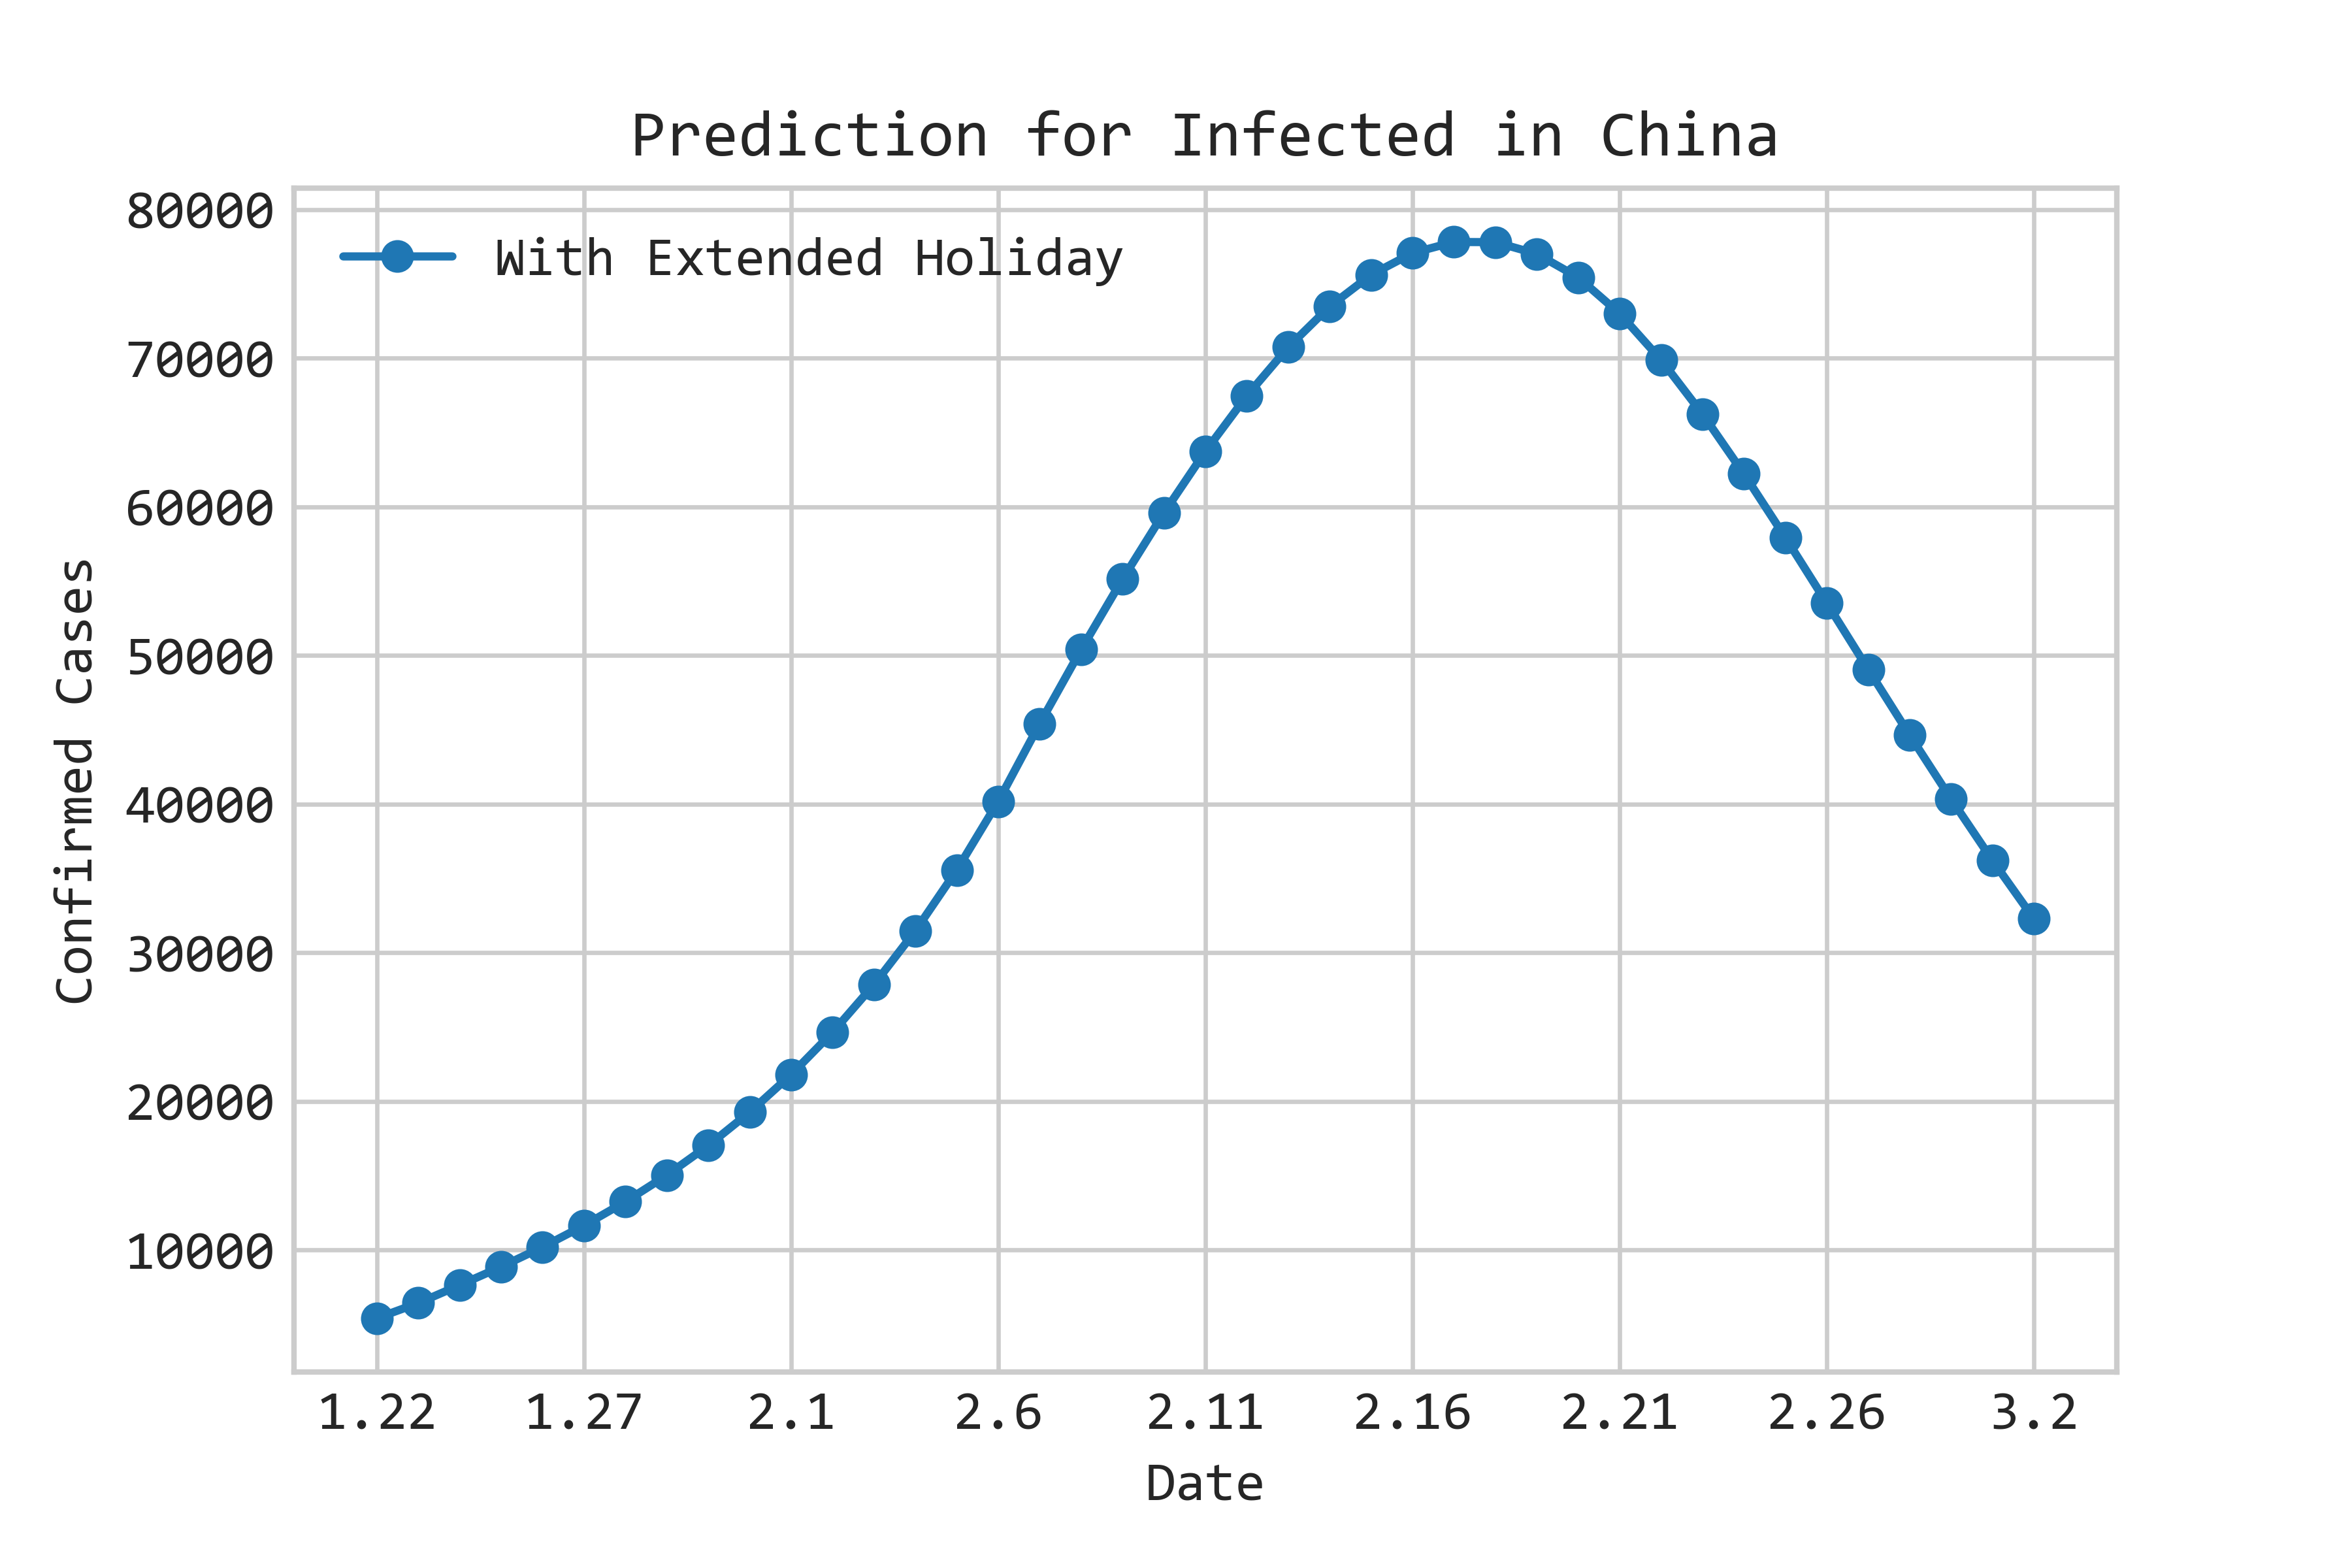 Prediction for Infected in China
With Extended Holiday
80000
70000
60000
50000
40000
30000
20000
10000
Confirmed Cases
1.22 1.27 2.1 2.6 2.11 2.16 2.21 2.26 3.2
Date